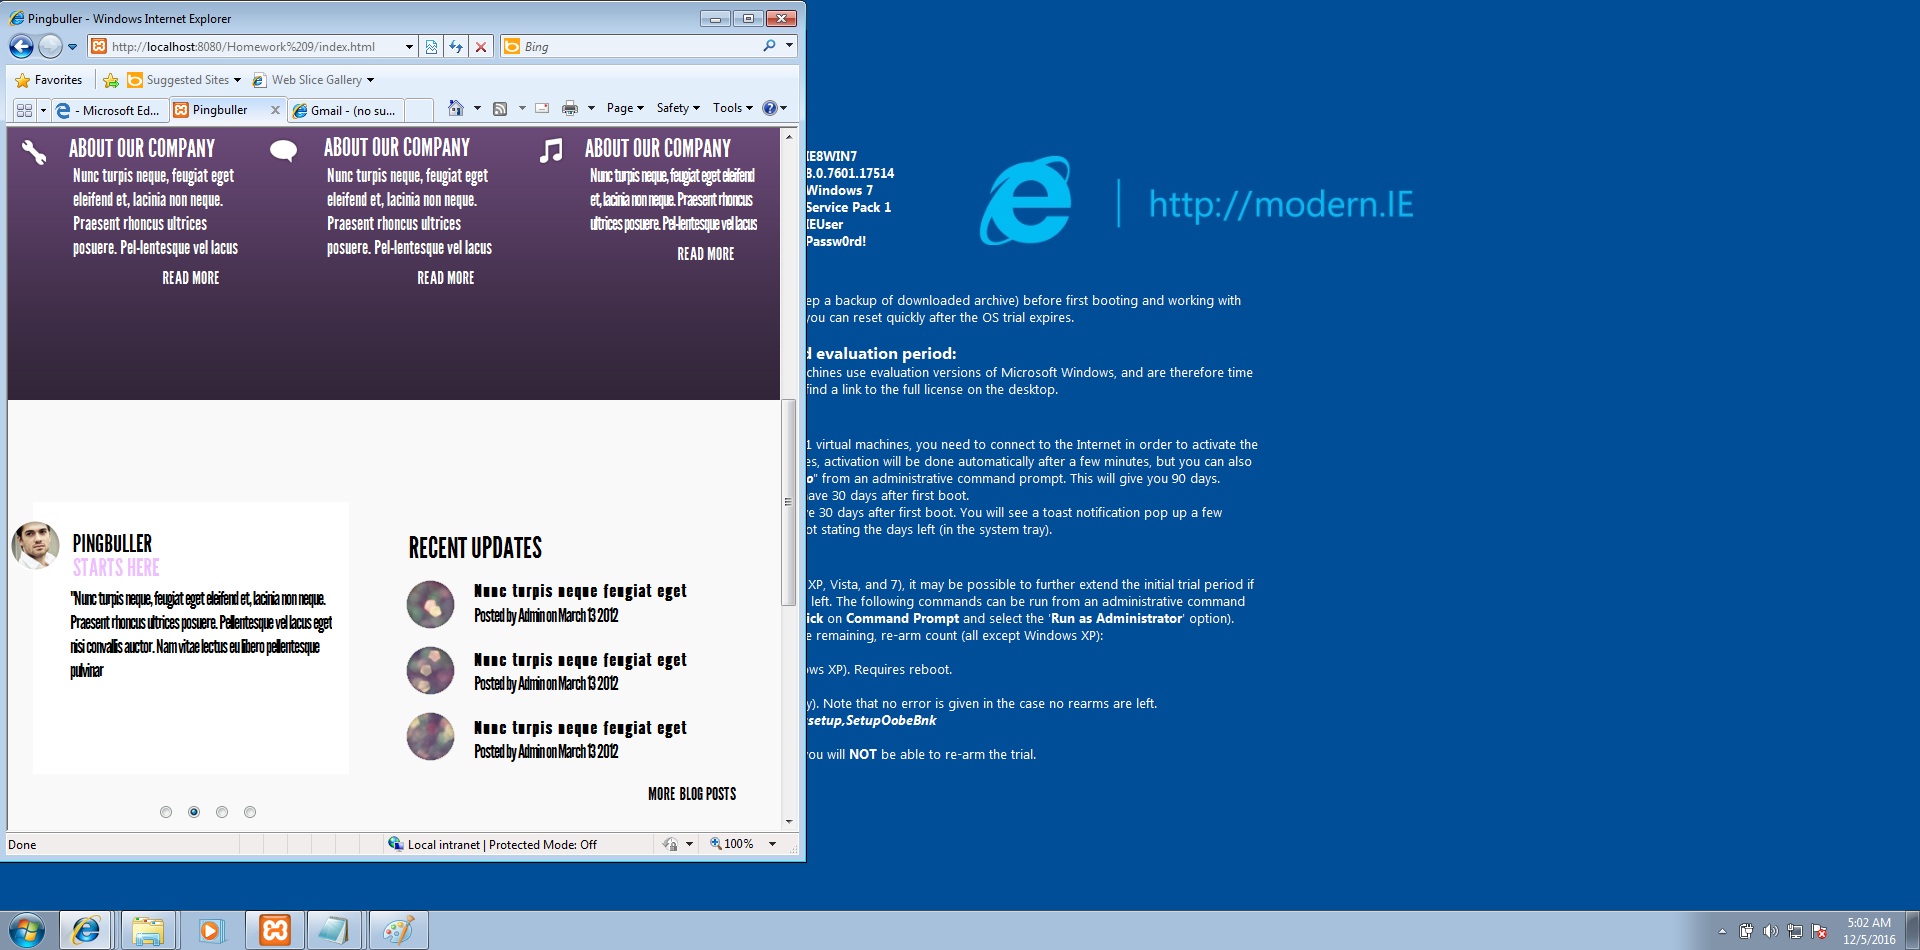 Pingbuller - Windows Internet Explorer
http://localhost:8080/Homework%209/index.html
Bing
Favorites
Suggested Sites
Web Slice Gallery
- Microsoft Ed...
Pingbuller
Gmail - (no su...
Page
Safety
Tools
ABOUT OUR COMPANY
Nunc turpis neque, feugiat eget
eleifend et, lacinia non neque.
Praesent rhoncus ultrices
posuere. Pel-lentesque vel lacus
READ MORE
ABOUT OUR COMPANY
Nunc turpis neque, feugiat eget
eleifend et, lacinia non neque.
Praesent rhoncus ultrices
posuere. Pel-lentesque vel lacus
READ MORE
ABOUT OUR COMPANY
Nunc turpis neque, feugiat eget eleifend
et, lacinia non neque. Praesent rhoncus
ultrices posuere. Pel-lentesque vel lacus
READ MORE
PINGBULLER
STARTS HERE
"Nunc turpis neque, feugiat eget eleifend et, lacinia non neque.
Praesent rhoncus ultrices posuere. Pellentesque vel lacus eget
nisi convallis auctor. Nam vitae lectus eu libero pellentesque
pulvinar
RECENT UPDATES
Nunc turpis neque feugiat eget
Posted by Admin on March 13 2012
Nunc turpis neque feugiat eget
Posted by Admin on March 13 2012
Nunc turpis neque feugiat eget
Posted by Admin on March 13 2012
MORE BLOG POSTS
Done
Local intranet | Protected Mode: Off
100%
IE8WIN7
8.0.7601.17514
Windows 7
Service Pack 1
IEUser
Passw0rd!
http://modern.IE
ep a backup of downloaded archive) before first booting and working with
you can reset quickly after the OS trial expires.
d evaluation period:
chines use evaluation versions of Microsoft Windows, and are therefore time
find a link to the full license on the desktop.
1 virtual machines, you need to connect to the Internet in order to activate the
es, activation will be done automatically after a few minutes, but you can also
o" from an administrative command prompt. This will give you 90 days.
ave 30 days after first boot.
e 30 days after first boot. You will see a toast notification pop up a few
ot stating the days left (in the system tray).
XP, Vista, and 7), it may be possible to further extend the initial trial period if
left. The following commands can be run from an administrative command
ick on Command Prompt and select the 'Run as Administrator' option).
e remaining, re-arm count (all except Windows XP):
ws XP). Requires reboot.
y). Note that no error is given in the case no rearms are left.
setup,SetupOobeBnk
you will NOT be able to re-arm the trial.
5:02 AM
12/5/2016